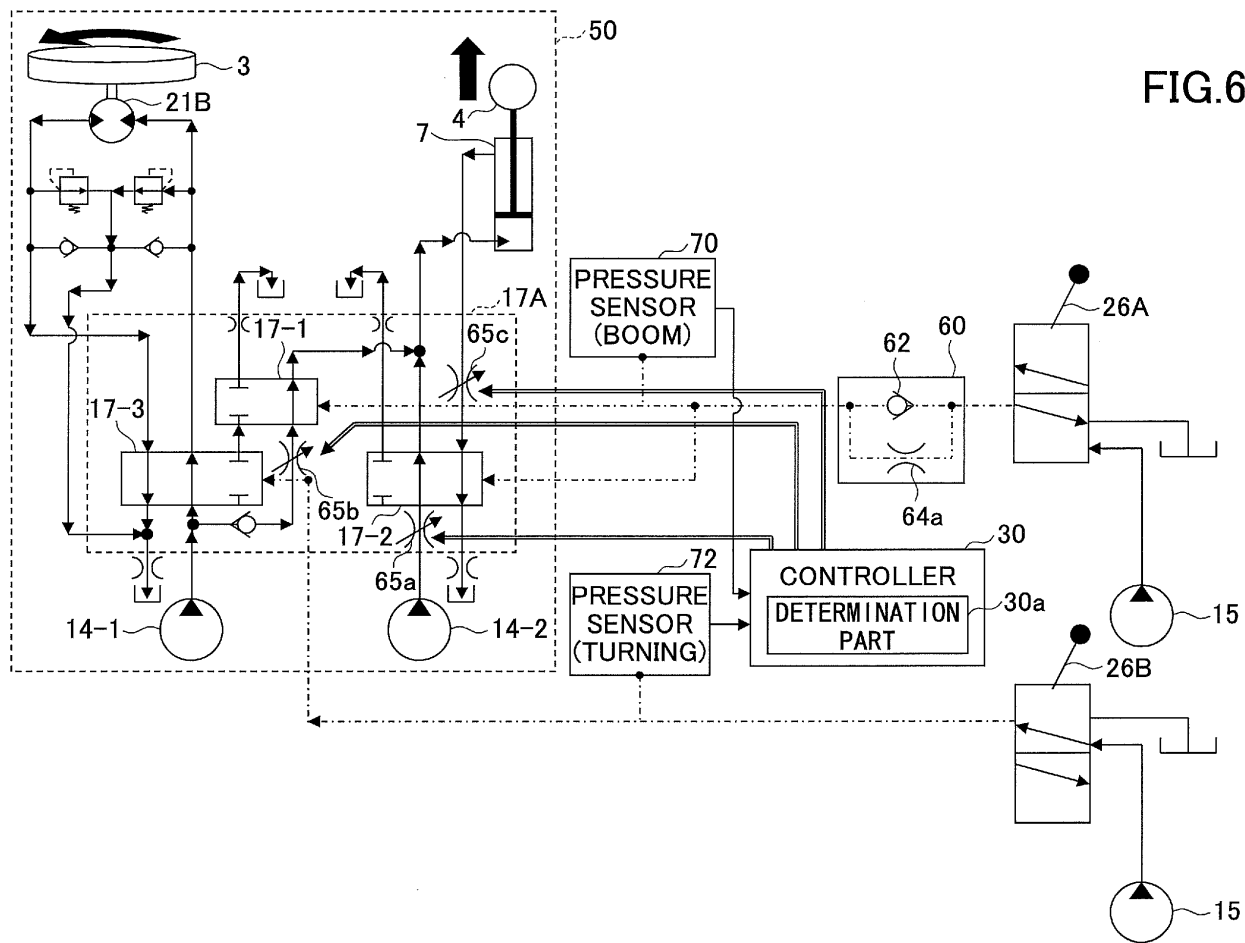 FIG.6
50
3
21B
4
7
70
PRESSURE
SENSOR
(BOOM)
17A
17-1
65c
26A
60
62
17-3
65b
17-2
64a
65a
72
PRESSURE
SENSOR
(TURNING)
30
CONTROLLER
30a
DETERMINATION
PART
14-1
14-2
15
26B
15